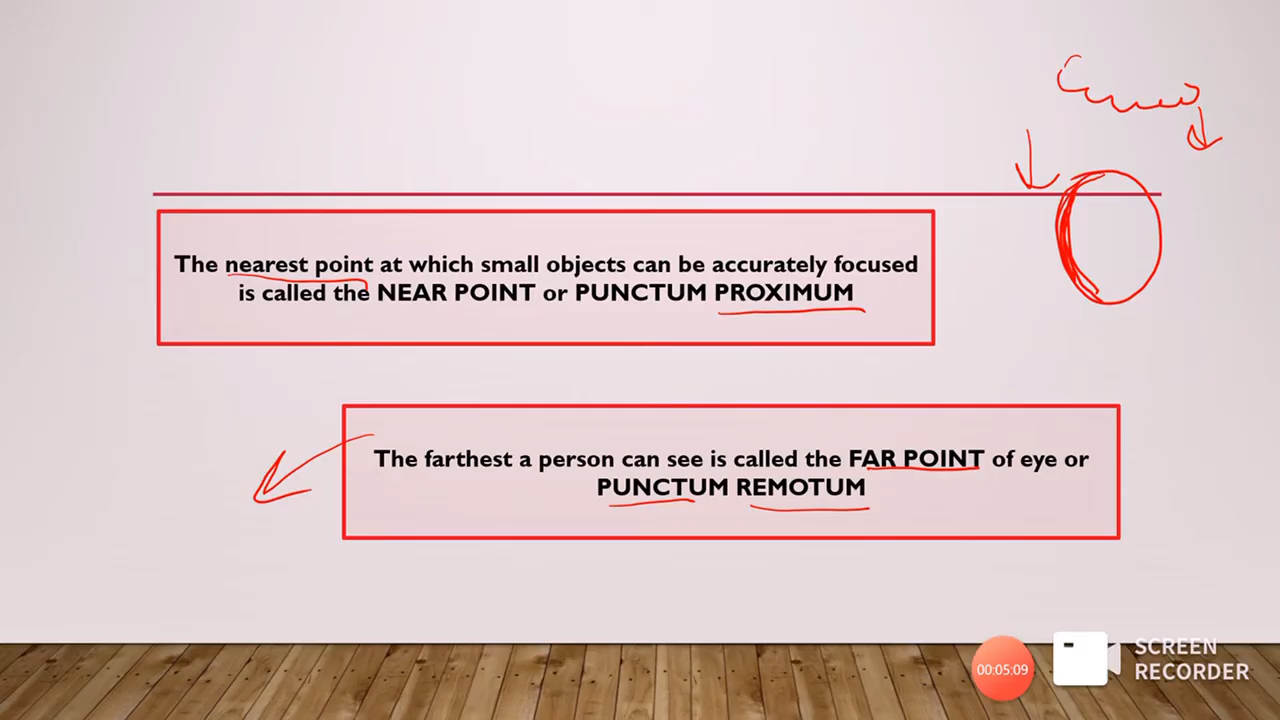 The nearest point at which small objects can be accurately focused
is called the NEAR POINT or PUNCTUM PROXIMUM
The farthest a person can see is called the FAR POINT of eye or
PUNCTUM REMOTUM
00:05:09
SCREEN
RECORDER